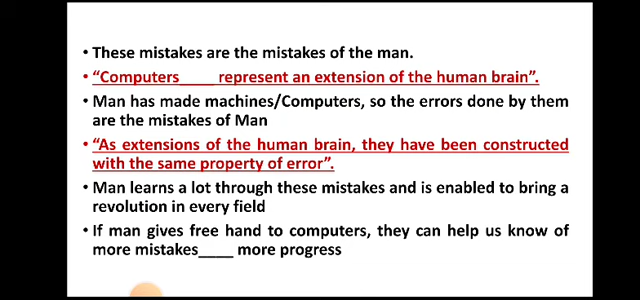 • These mistakes are the mistakes of the man.
• “Computers____ represent an extension of the human brain”.
• Man has made machines/Computers, so the errors done by them
are the mistakes of Man
• “As extensions of the human brain, they have been constructed
with the same property of error”.
• Man learns a lot through these mistakes and is enabled to bring a
revolution in every field
• If man gives free hand to computers, they can help us know of
more mistakes____ more progress